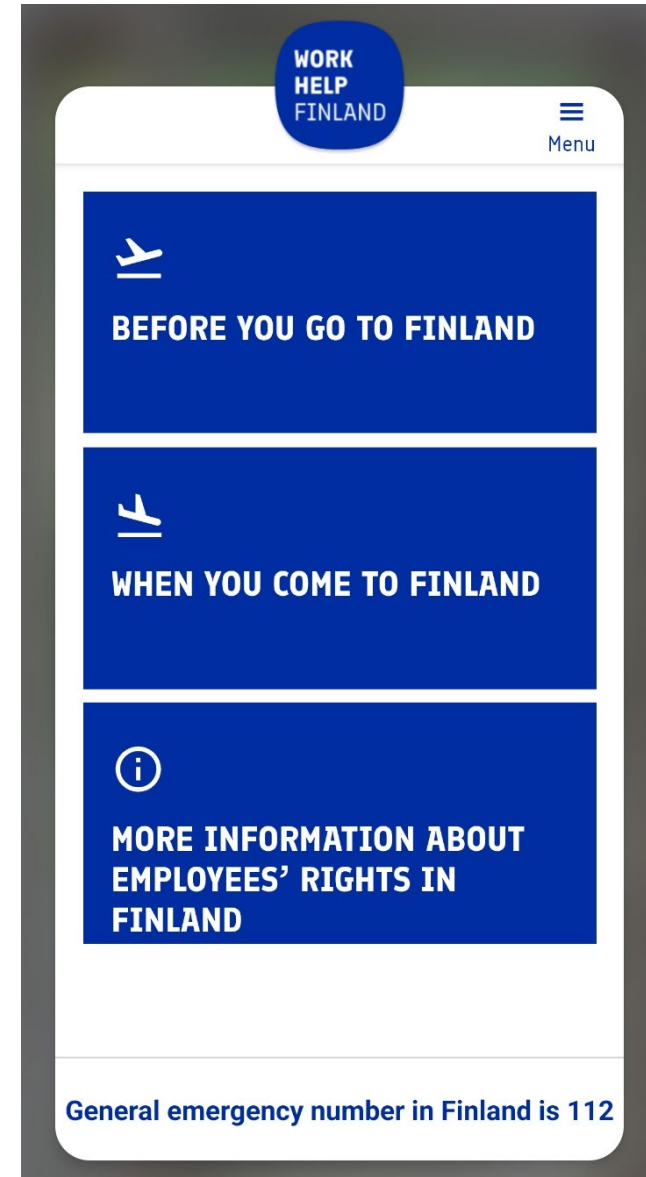 WORK
HELP
FINLAND
Menu
BEFORE YOU GO TO FINLAND
WHEN YOU COME TO FINLAND
MORE INFORMATION ABOUT
EMPLOYEES’ RIGHTS IN
FINLAND
General emergency number in Finland is 112